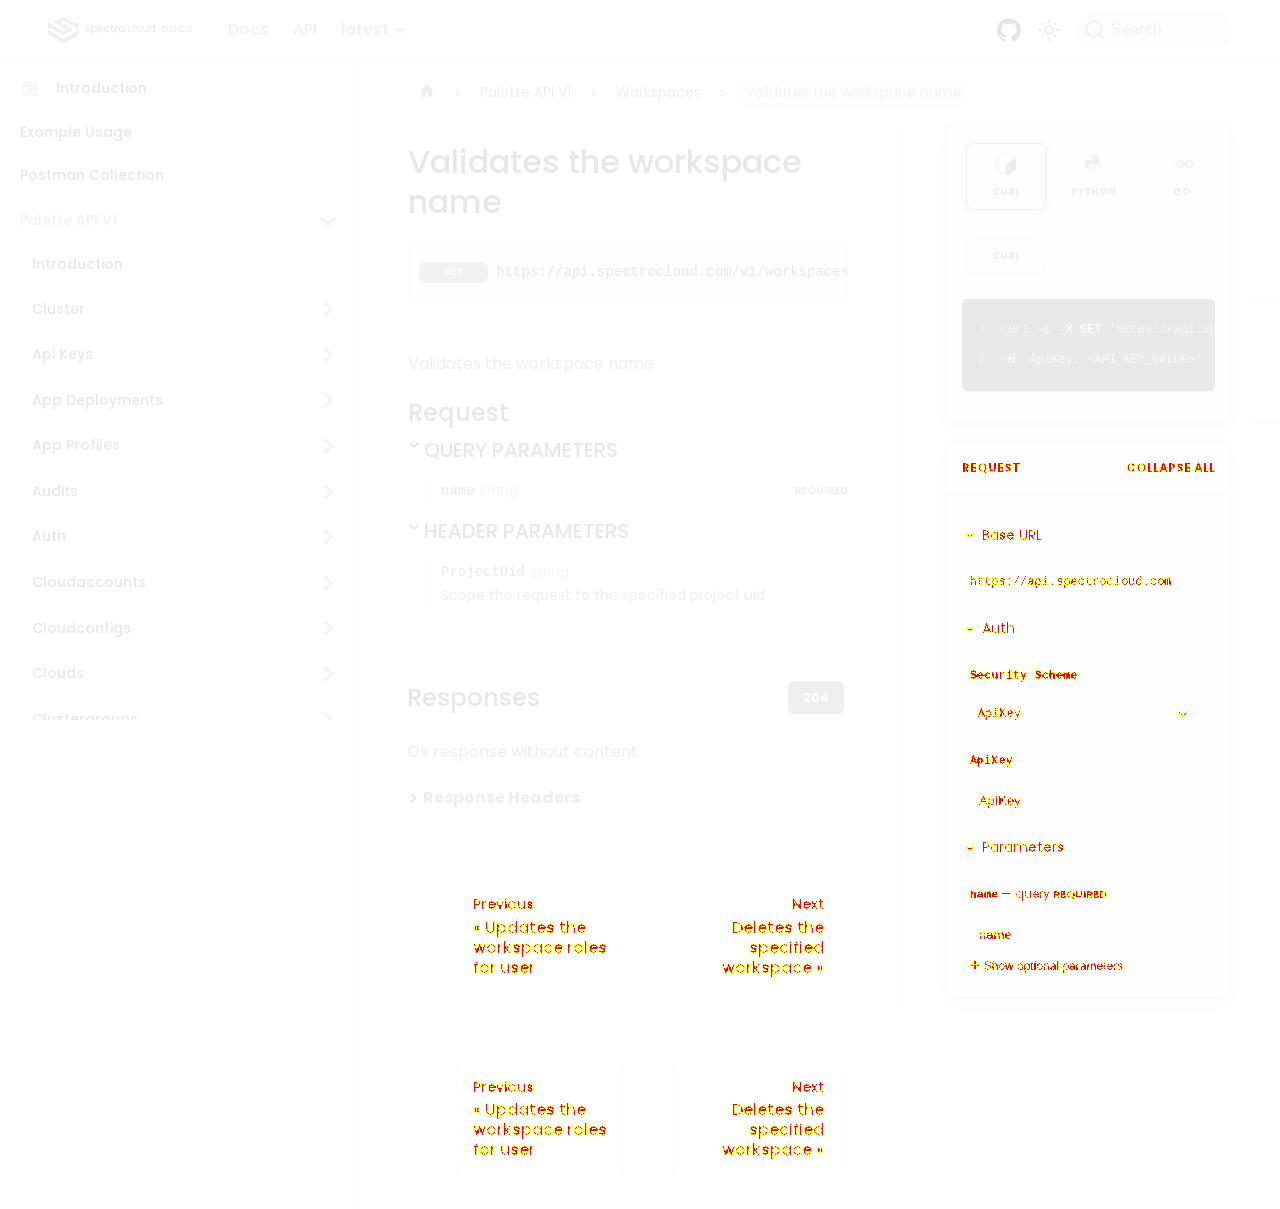 spectro cloud DOCS
Docs
API
latest
Search
Introduction
Example Usage
Postman Collection
Palette API V1
Introduction
Cluster
Api Keys
App Deployments
App Profiles
Audits
Auth
Cloudaccounts
Cloudconfigs
Clouds
Clustergroups
Palette API V1
Workspaces
Validates the workspace name
Validates the workspace
name
GET
https://api.spectrocloud.com/v1/workspaces
Validates the workspace name
Request
QUERY PARAMETERS
name string
REQUIRED
HEADER PARAMETERS
ProjectUid string
Scope the request to the specified project uid
Responses
204
Ok response without content
Response Headers
Previous
« Updates the
workspace roles
for user
Next
Deletes the
specified
workspace »
Previous
« Updates the
workspace roles
for user
Next
Deletes the
specified
workspace »
CURL
PYTHON
GO
CURL
1 curl -L -X GET 'https://api.sp
2 -H 'ApiKey: <API_KEY_VALUE>'
REQUEST
COLLAPSE ALL
Base URL
https://api.spectrocloud.com
Auth
Security Scheme
ApiKey
ApiKey
ApiKey
Parameters
name — query REQUIRED
name
Show optional parameters